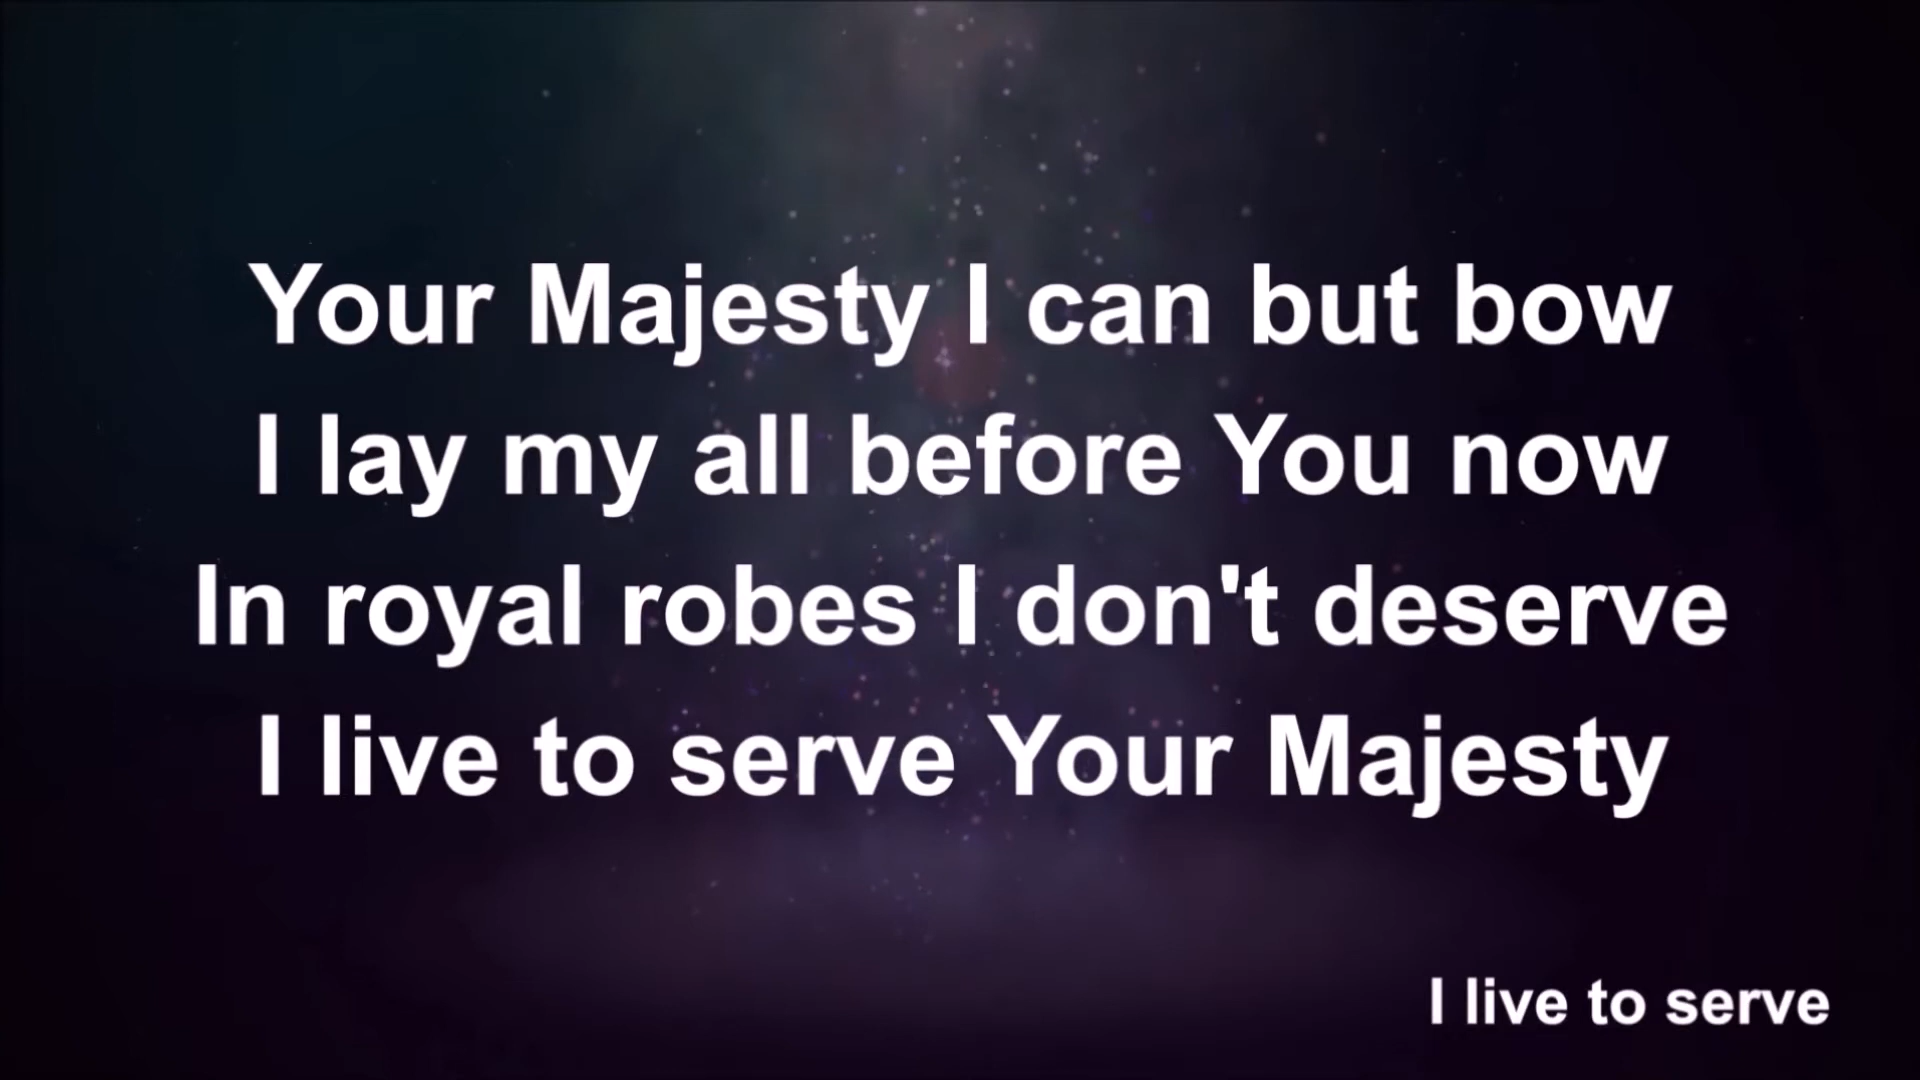 Your Majesty I can but bow
I lay my all before You now
In royal robes I don't deserve
I live to serve Your Majesty
I live to serve